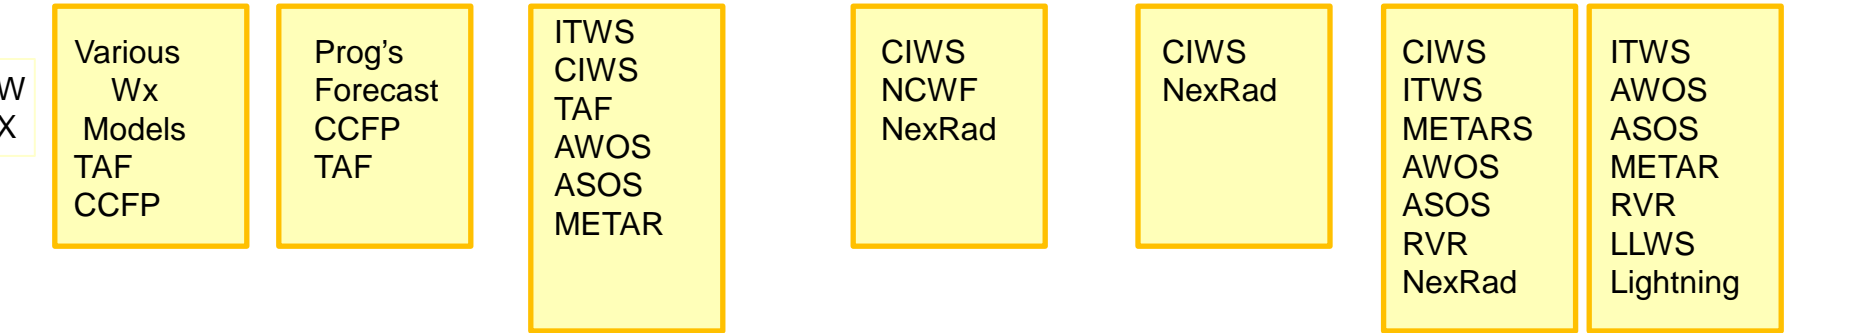 W
X
Various
Wx
Models
TAF
CCFP
Prog’s
Forecast
CCFP
TAF
ITWS
CIWS
TAF
AWOS
ASOS
METAR
CIWS
NCWF
NexRad
CIWS
NexRad
CIWS
ITWS
METARS
AWOS
ASOS
RVR
NexRad
ITWS
AWOS
ASOS
METAR
RVR
LLWS
Lightning